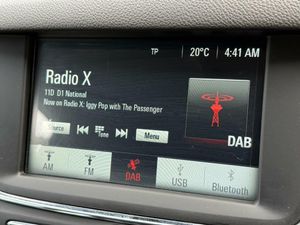 TP 20°C 4:41 AM
Radio X
11D D1 National
Now on Radio X: Iggy Pop with The Passenger
Source Tone Menu
DAB
AM FM DAB USB Bluetooth